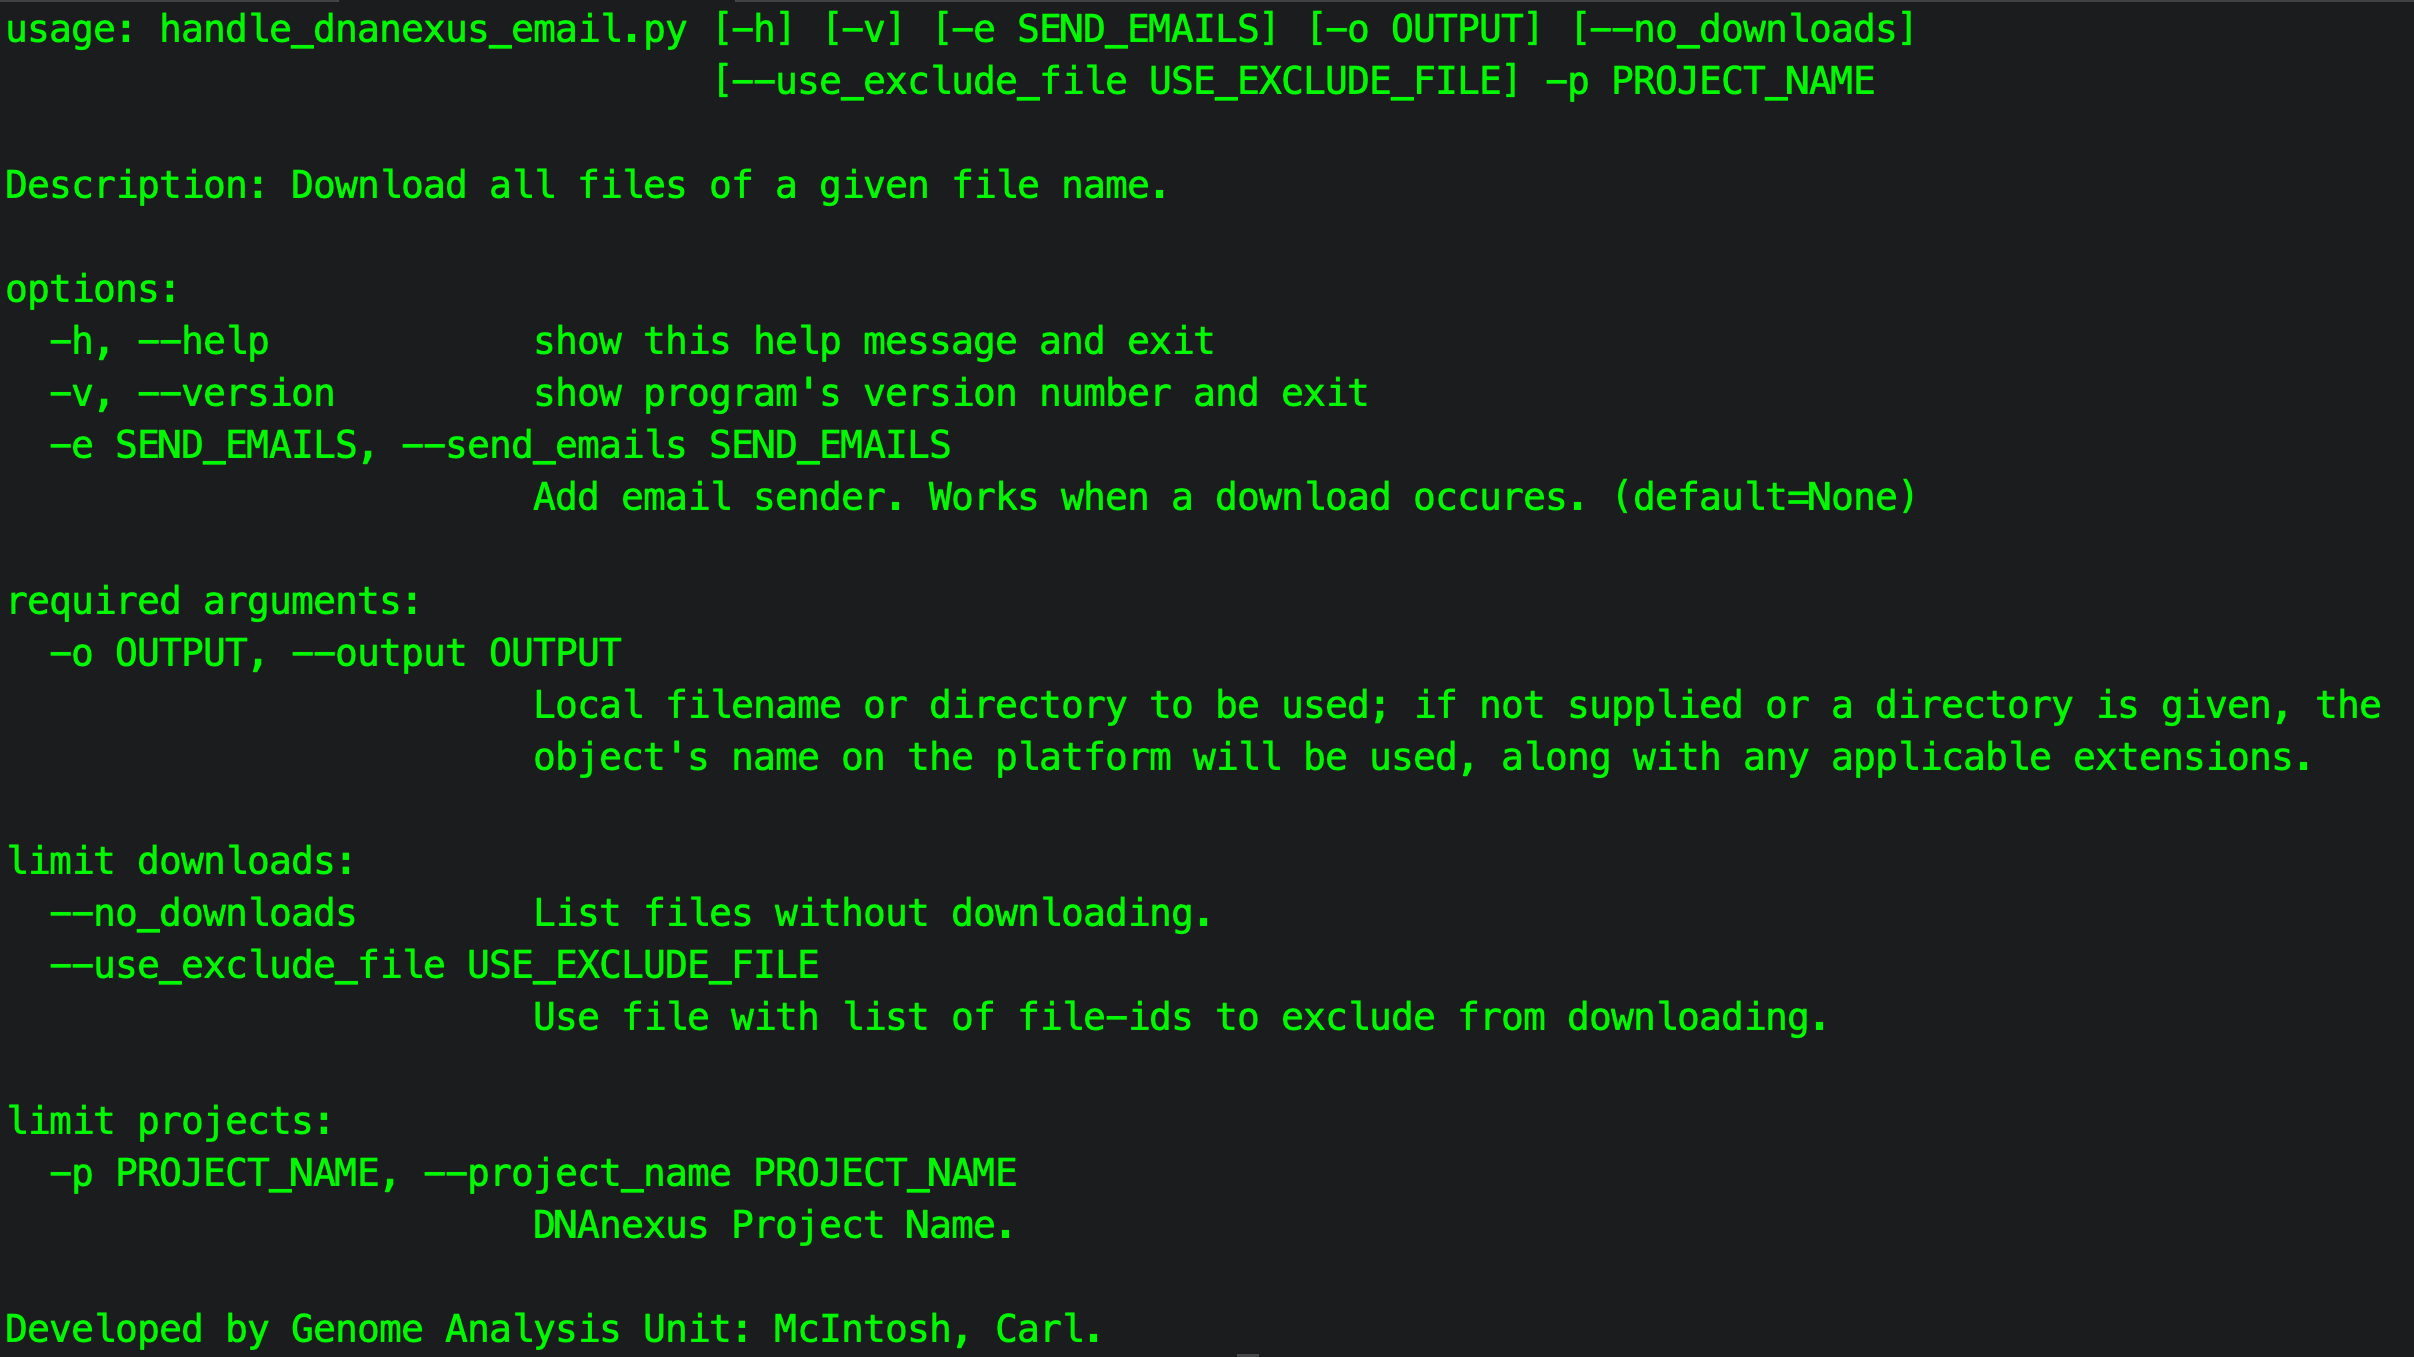 usage: handle_dnanexus_email.py [-h] [-v] [-e SEND_EMAILS] [-o OUTPUT] [--no_downloads]
[--use_exclude_file USE_EXCLUDE_FILE] -p PROJECT_NAME
Description: Download all files of a given file name.
options:
-h, --help show this help message and exit
-v, --version show program's version number and exit
-e SEND_EMAILS, --send_emails SEND_EMAILS
Add email sender. Works when a download occures. (default=None)
required arguments:
-o OUTPUT, --output OUTPUT
Local filename or directory to be used; if not supplied or a directory is given, the
object's name on the platform will be used, along with any applicable extensions.
limit downloads:
--no_downloads List files without downloading.
--use_exclude_file USE_EXCLUDE_FILE
Use file with list of file-ids to exclude from downloading.
limit projects:
-p PROJECT_NAME, --project_name PROJECT_NAME
DNAnexus Project Name.
Developed by Genome Analysis Unit: McIntosh, Carl.